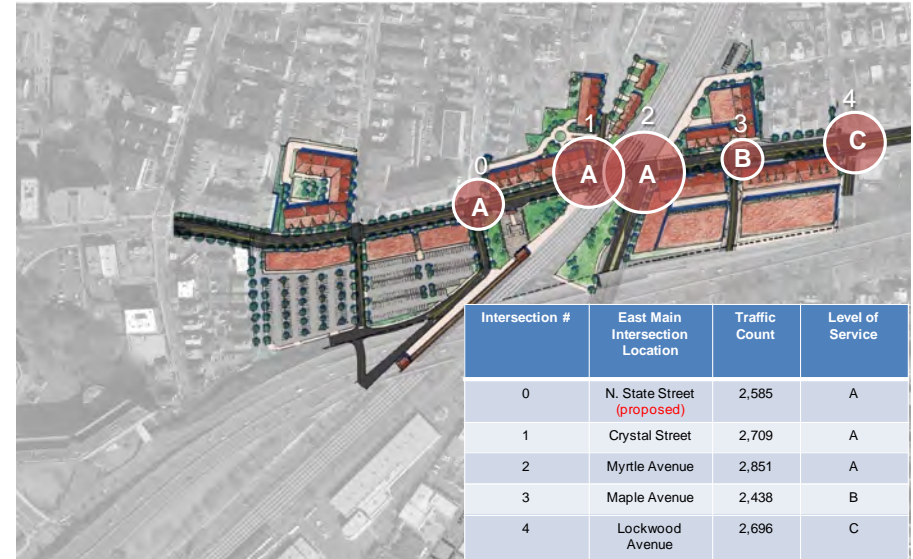 4
2
1
3
0
C
B
A
A
A
Intersection #
East Main
Intersection
Location
Traffic
Count
Level of
Service
0
N. State Street
(proposed)
2,585
A
1
Crystal Street
2,709
A
2
Myrtle Avenue
2,851
A
3
Maple Avenue
2,438
B
4
Lockwood
Avenue
2,696
C